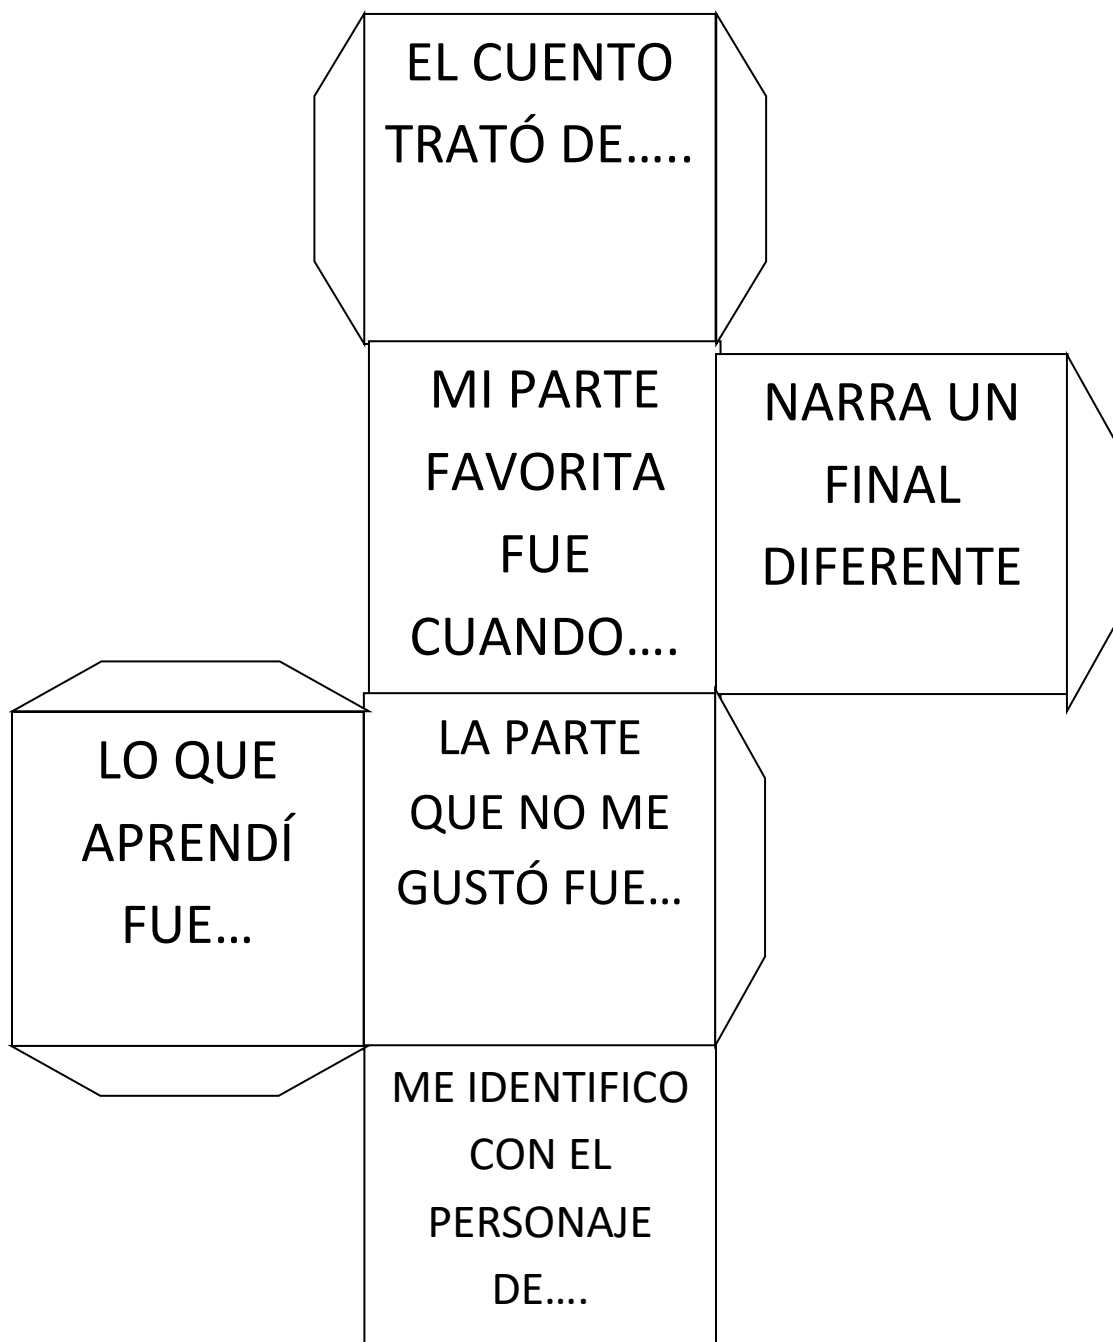 EL CUENTO
TRATÓ DE.....
MI PARTE
FAVORITA
FUE
CUANDO....
NARRA UN
FINAL
DIFERENTE
LO QUE
APRENDÍ
FUE...
LA PARTE
QUE NO ME
GUSTÓ FUE...
ME IDENTIFICO
CON EL
PERSONAJE
DE....